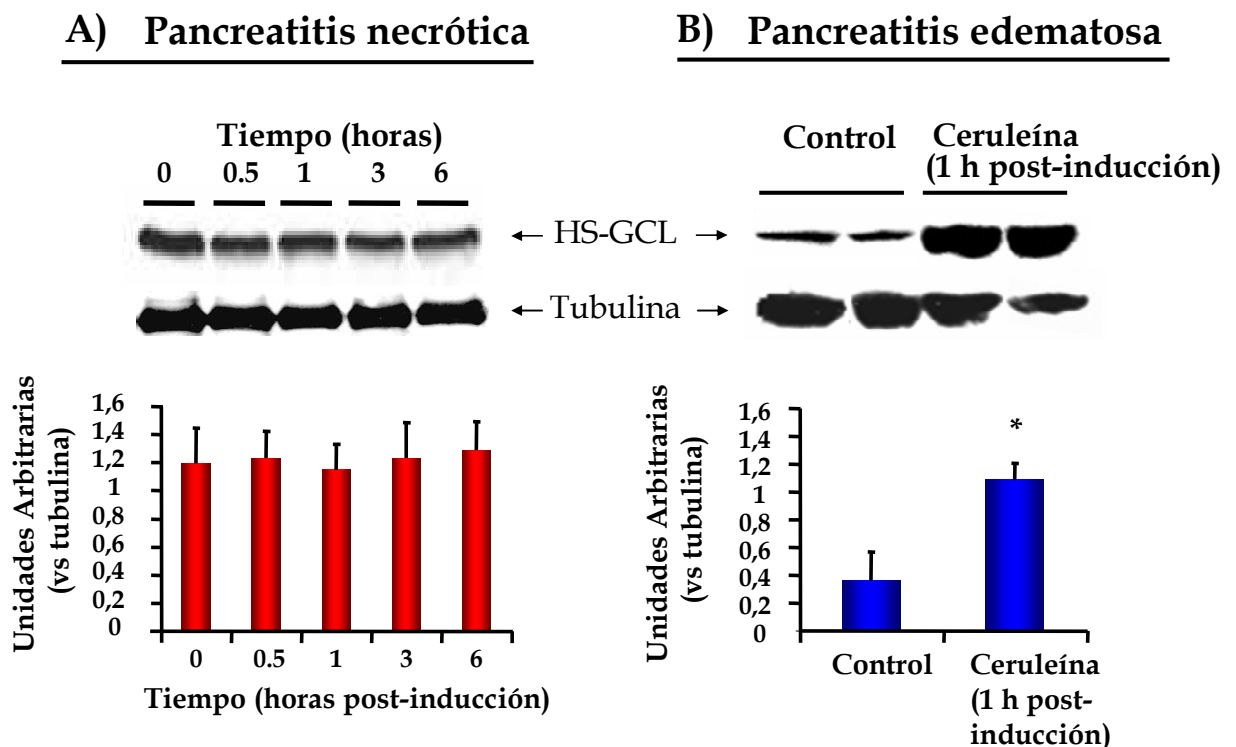 A) Pancreatitis necrótica
Tiempo (horas)
0 0.5 1 3 6
B) Pancreatitis edematosa
Control
Ceruleína
(1 h post-inducción)
← HS-GCL →
← Tubulina →
Unidades Arbitrarias
(vs tubulina)
1,6
1,4
1,2
1
0,8
0,6
0,4
0,2
0
0 0.5 1 3 6
Tiempo (horas post-inducción)
Unidades Arbitrarias
(vs tubulina)
1,6
1,4
1,2
1
0,8
0,6
0,4
0,2
0
*
Control
Ceruleína
(1 h post-
inducción)